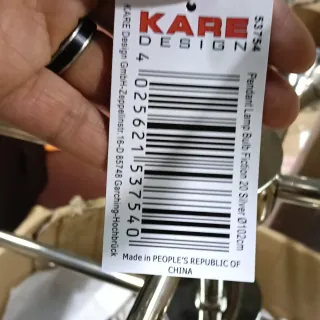 KARE
DESIGN
53754
KARE Design GmbH-Zeppelinstr.16-D 85748 Garching-Hochbrück
4 025621 537540
Pendant Lamp Bulb Fiction 20 Silver Ø102cm
Made in PEOPLE'S REPUBLIC OF
CHINA
KARE